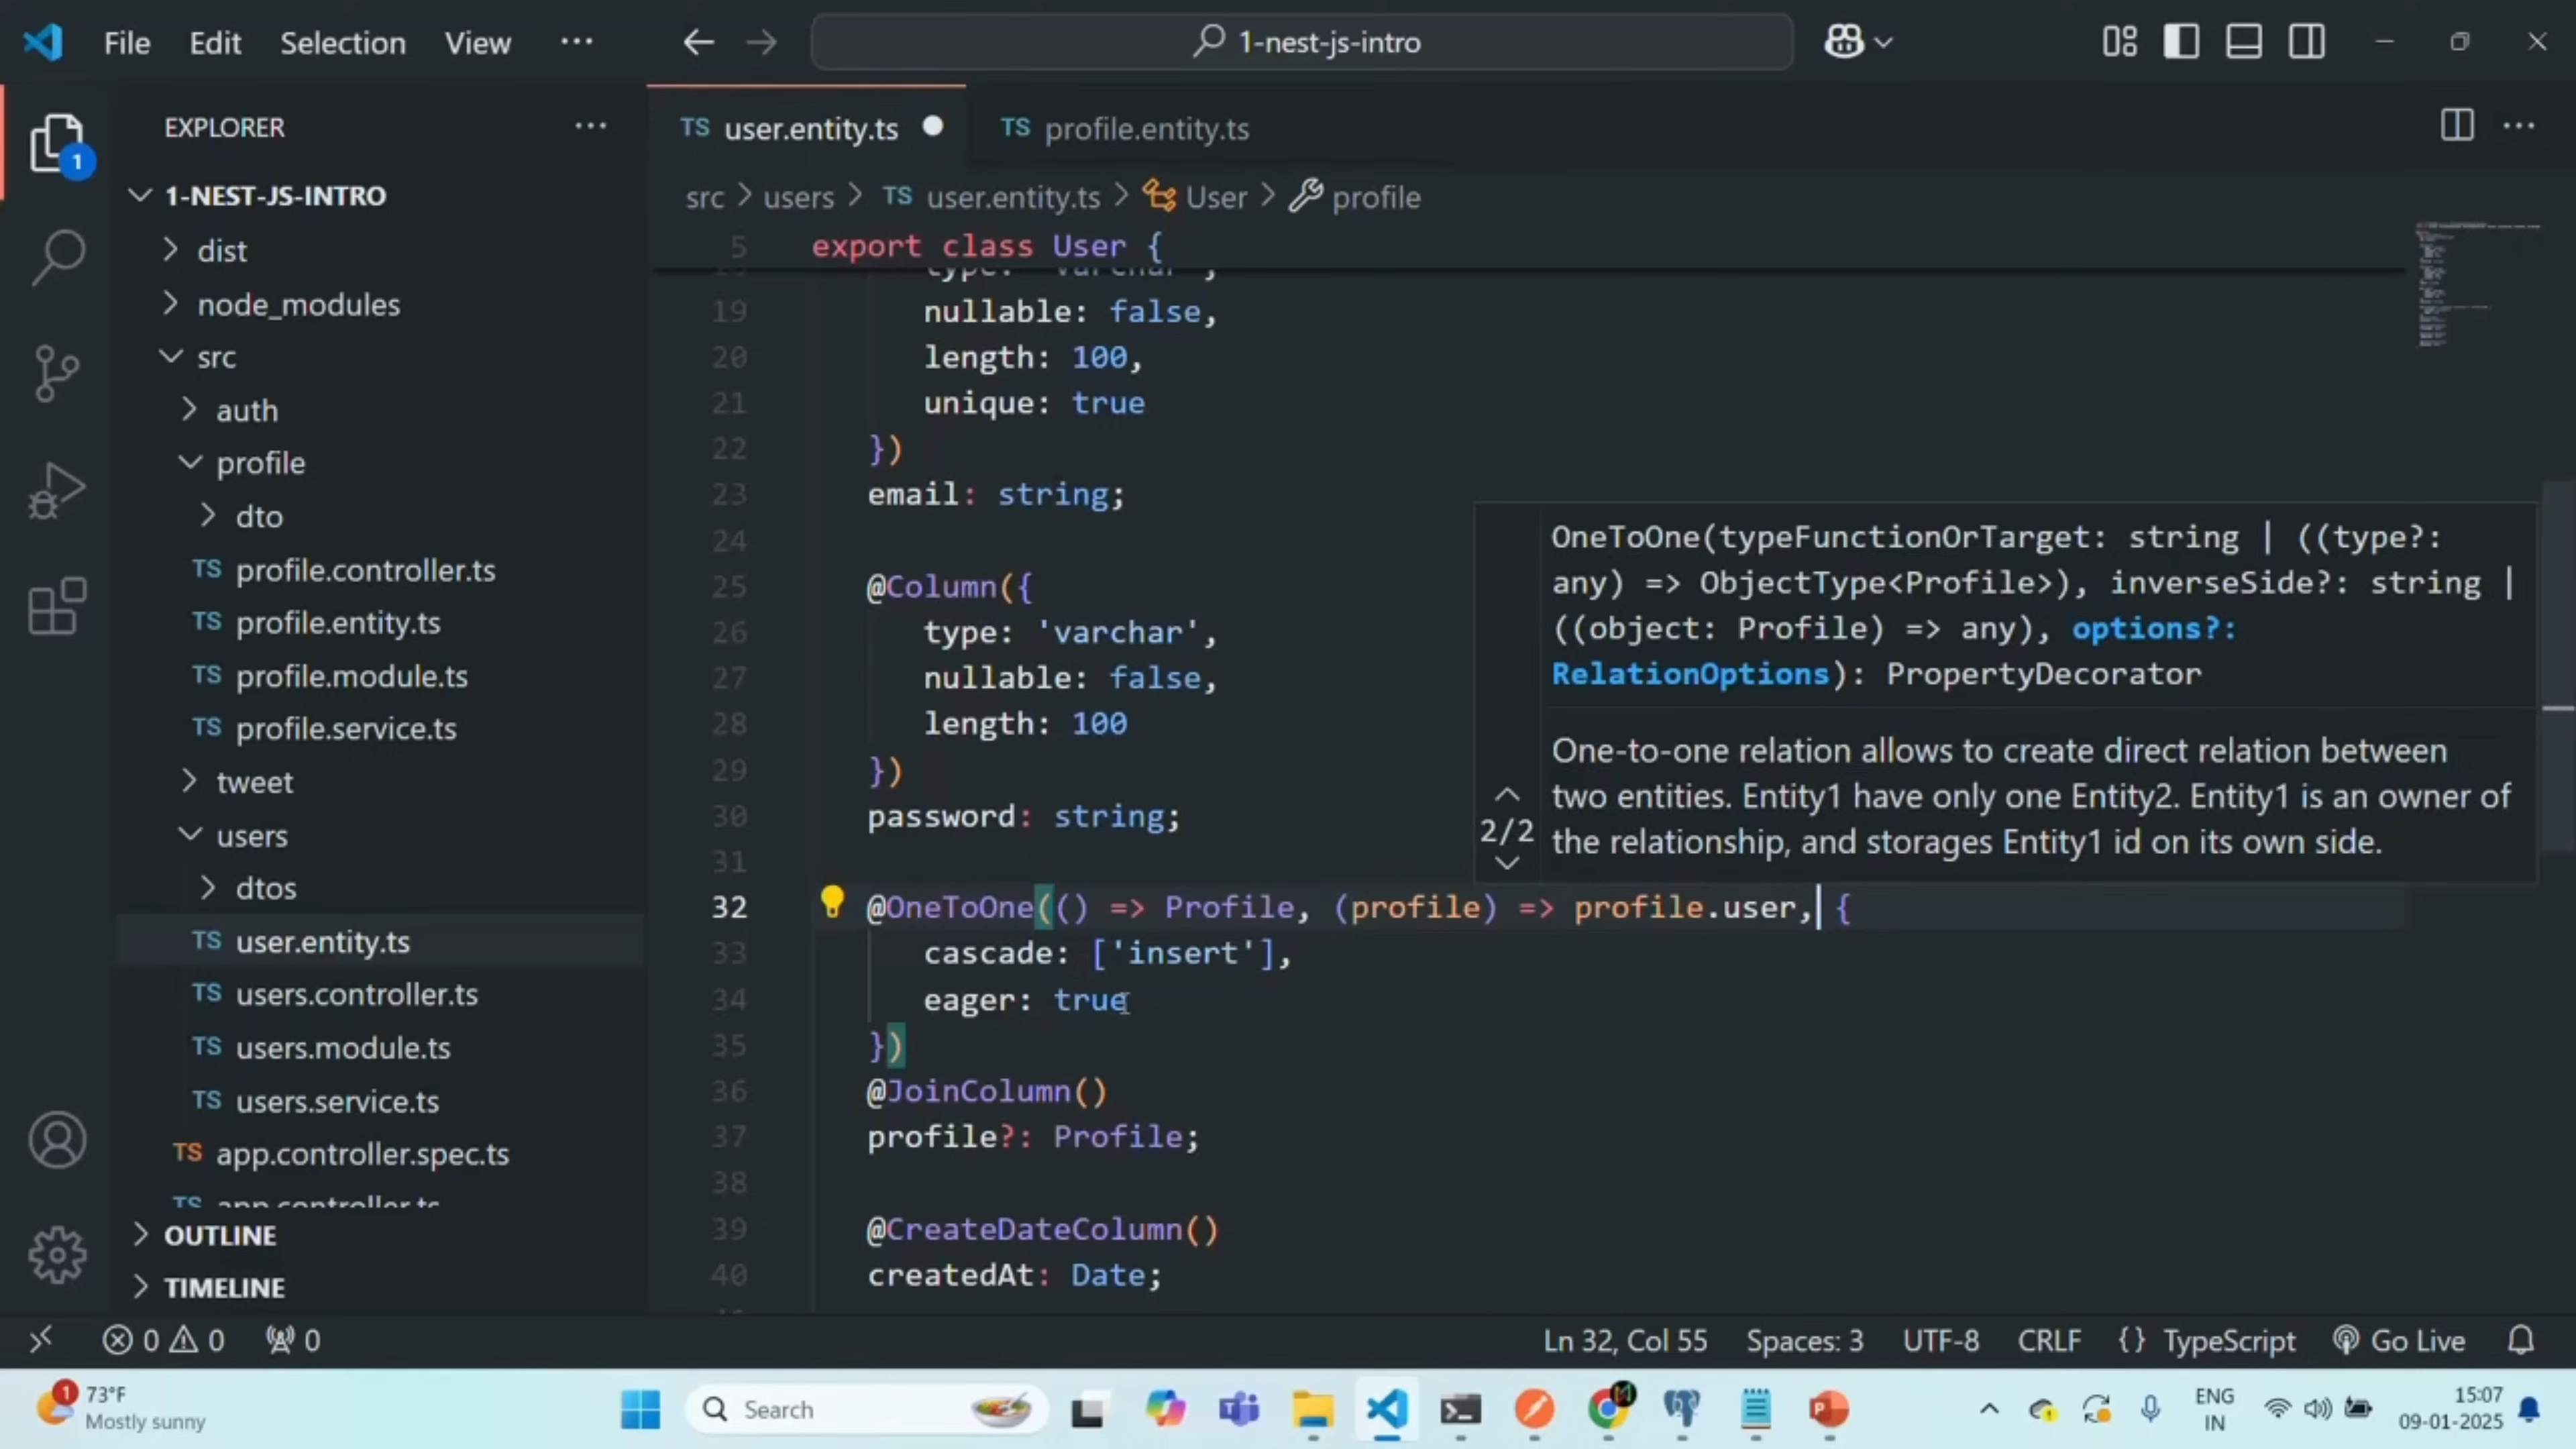 File Edit Selection View ··· 1-nest-js-intro
EXPLORER ···
1
1-NEST-JS-INTRO
dist
node_modules
src
auth
profile
dto
TS profile.controller.ts
TS profile.entity.ts
TS profile.module.ts
TS profile.service.ts
tweet
users
dtos
TS user.entity.ts
TS users.controller.ts
TS users.module.ts
TS users.service.ts
TS app.controller.spec.ts
TS app.controller.ts
OUTLINE
TIMELINE
TS user.entity.ts TS profile.entity.ts
src > users > TS user.entity.ts > User > profile
5 export class User {
type: 'varchar',
19 nullable: false,
20 length: 100,
21 unique: true
22 })
23 email: string;
24
25 @Column({
26 type: 'varchar',
27 nullable: false,
28 length: 100
29 })
30 password: string;
31
32 @OneToOne(() => Profile, (profile) => profile.user, {
33 cascade: ['insert'],
34 eager: true
35 })
36 @JoinColumn()
37 profile?: Profile;
38
39 @CreateDateColumn()
40 createdAt: Date;
OneToOne(typeFunctionOrTarget: string | ((type?:
any) => ObjectType<Profile>), inverseSide?: string |
((object: Profile) => any), options?:
RelationOptions): PropertyDecorator
One-to-one relation allows to create direct relation between
two entities. Entity1 have only one Entity2. Entity1 is an owner of
the relationship, and storages Entity1 id on its own side.
2/2
0 0 0 Ln 32, Col 55 Spaces: 3 UTF-8 CRLF {} TypeScript Go Live
1 73°F
Mostly sunny
Search
ENG
IN
15:07
09-01-2025